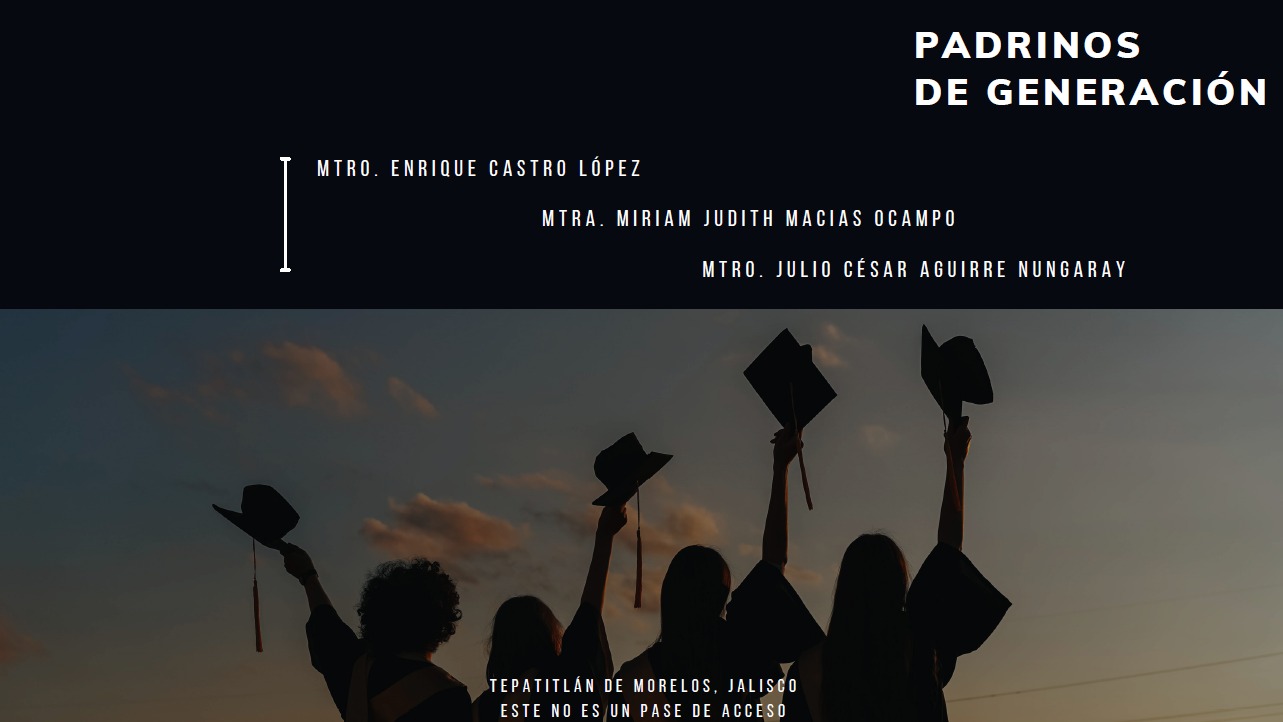 PADRINOS
DE GENERACIÓN
MTRO. ENRIQUE CASTRO LÓPEZ
MTRA. MIRIAM JUDITH MACIAS OCAMPO
MTRO. JULIO CÉSAR AGUIRRE NUNGARAY
TEPATITLÁN DE MORELOS, JALISCO
ESTE NO ES UN PASE DE ACCESO